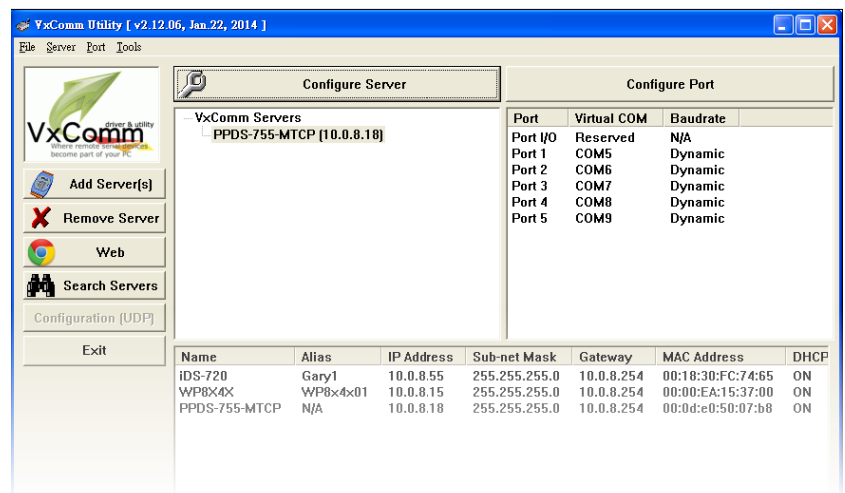 VxComm Utility [ v2.12.06, Jan.22, 2014 ]
File Server Port Tools
driver & utility
VxComm
Where remote serial devices
become part of your PC
Add Server(s)
Remove Server
Web
Search Servers
Configuration (UDP)
Exit
Configure Server
VxComm Servers
PPDS-755-MTCP (10.0.8.18)
Configure Port
Port Virtual COM Baudrate
Port I/O Reserved N/A
Port 1 COM5 Dynamic
Port 2 COM6 Dynamic
Port 3 COM7 Dynamic
Port 4 COM8 Dynamic
Port 5 COM9 Dynamic
Name Alias IP Address Sub-net Mask Gateway MAC Address DHCP
iDS-720 Gary1 10.0.8.55 255.255.255.0 10.0.8.254 00:18:30:FC:74:65 ON
WP8X4X WP8x4x01 10.0.8.15 255.255.255.0 10.0.8.254 00:00:EA:15:37:00 ON
PPDS-755-MTCP N/A 10.0.8.18 255.255.255.0 10.0.8.254 00:0d:e0:50:07:b8 ON